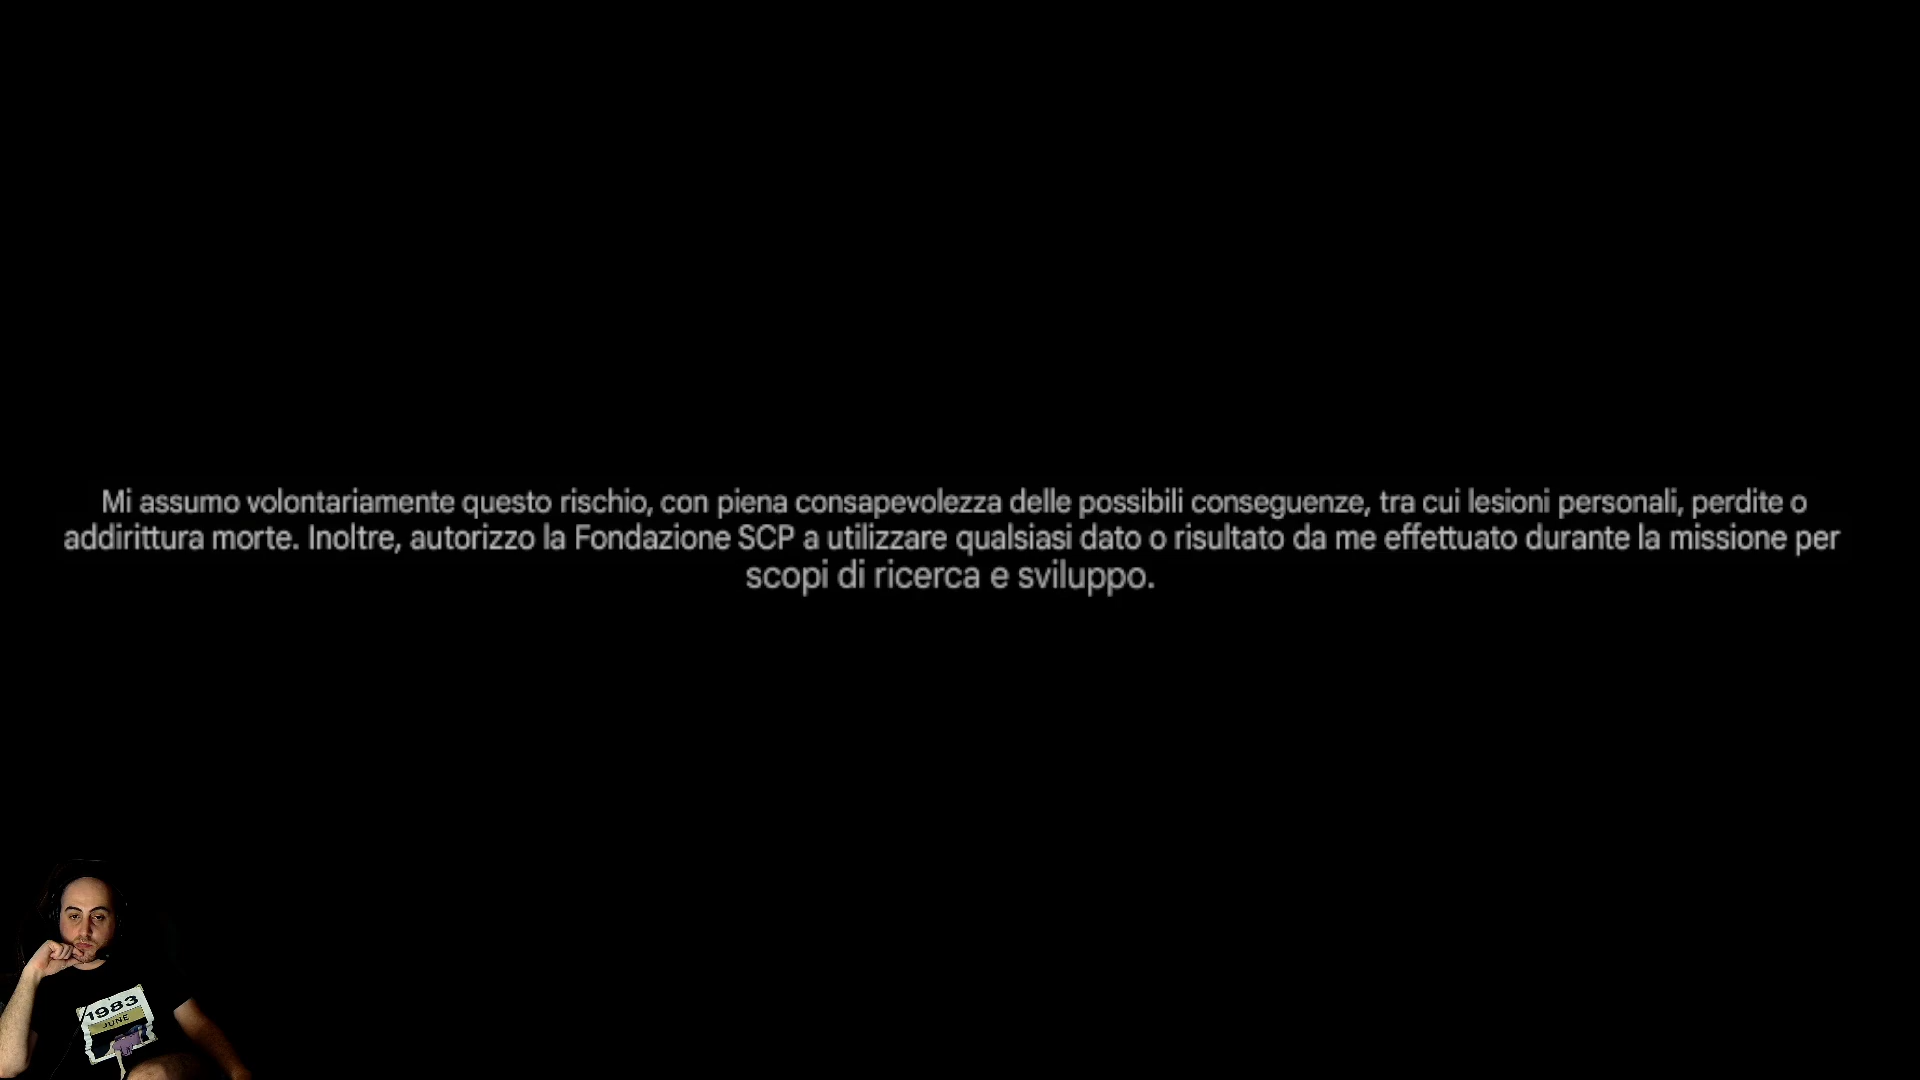 Mi assumo volontariamente questo rischio, con piena consapevolezza delle possibili conseguenze, tra cui lesioni personali, perdite o
addirittura morte. Inoltre, autorizzo la Fondazione SCP a utilizzare qualsiasi dato o risultato da me effettuato durante la missione per
scopi di ricerca e sviluppo.
1983
JUNE